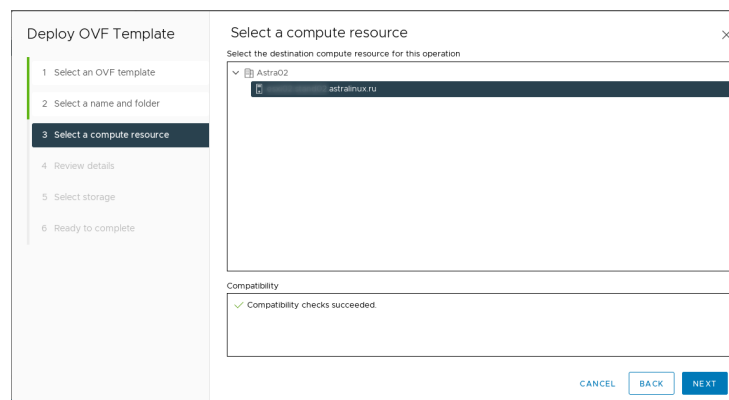 Deploy OVF Template
1 Select an OVF template
2 Select a name and folder
3 Select a compute resource
4 Review details
5 Select storage
6 Ready to complete
Select a compute resource
Select the destination compute resource for this operation
Astra02
astralinux.ru
Compatibility
Compatibility checks succeeded.
CANCEL
BACK
NEXT